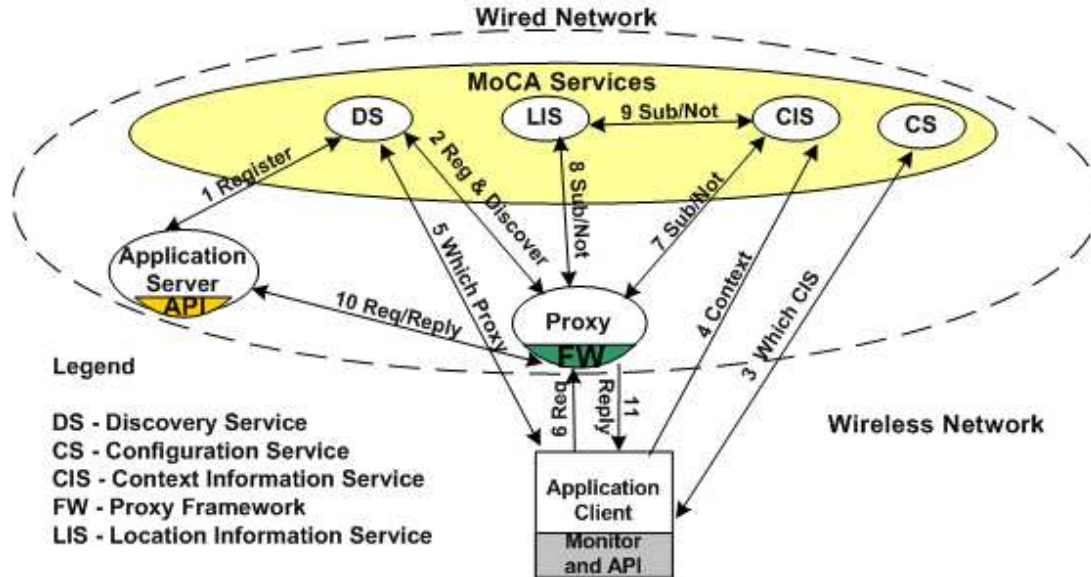 Wired Network
MoCA Services
DS
LIS
9 Sub/Not
CIS
CS
1 Register
2 Reg & Discover
8 Sub/Not
7 Sub/Not
5 Which Proxy
4 Context
3 Which CIS
Application
Server
API
10 Req/Reply
Proxy
FW
6 Req
11
Reply
Legend
DS - Discovery Service
CS - Configuration Service
CIS - Context Information Service
FW - Proxy Framework
LIS - Location Information Service
Wireless Network
Application
Client
Monitor
and API